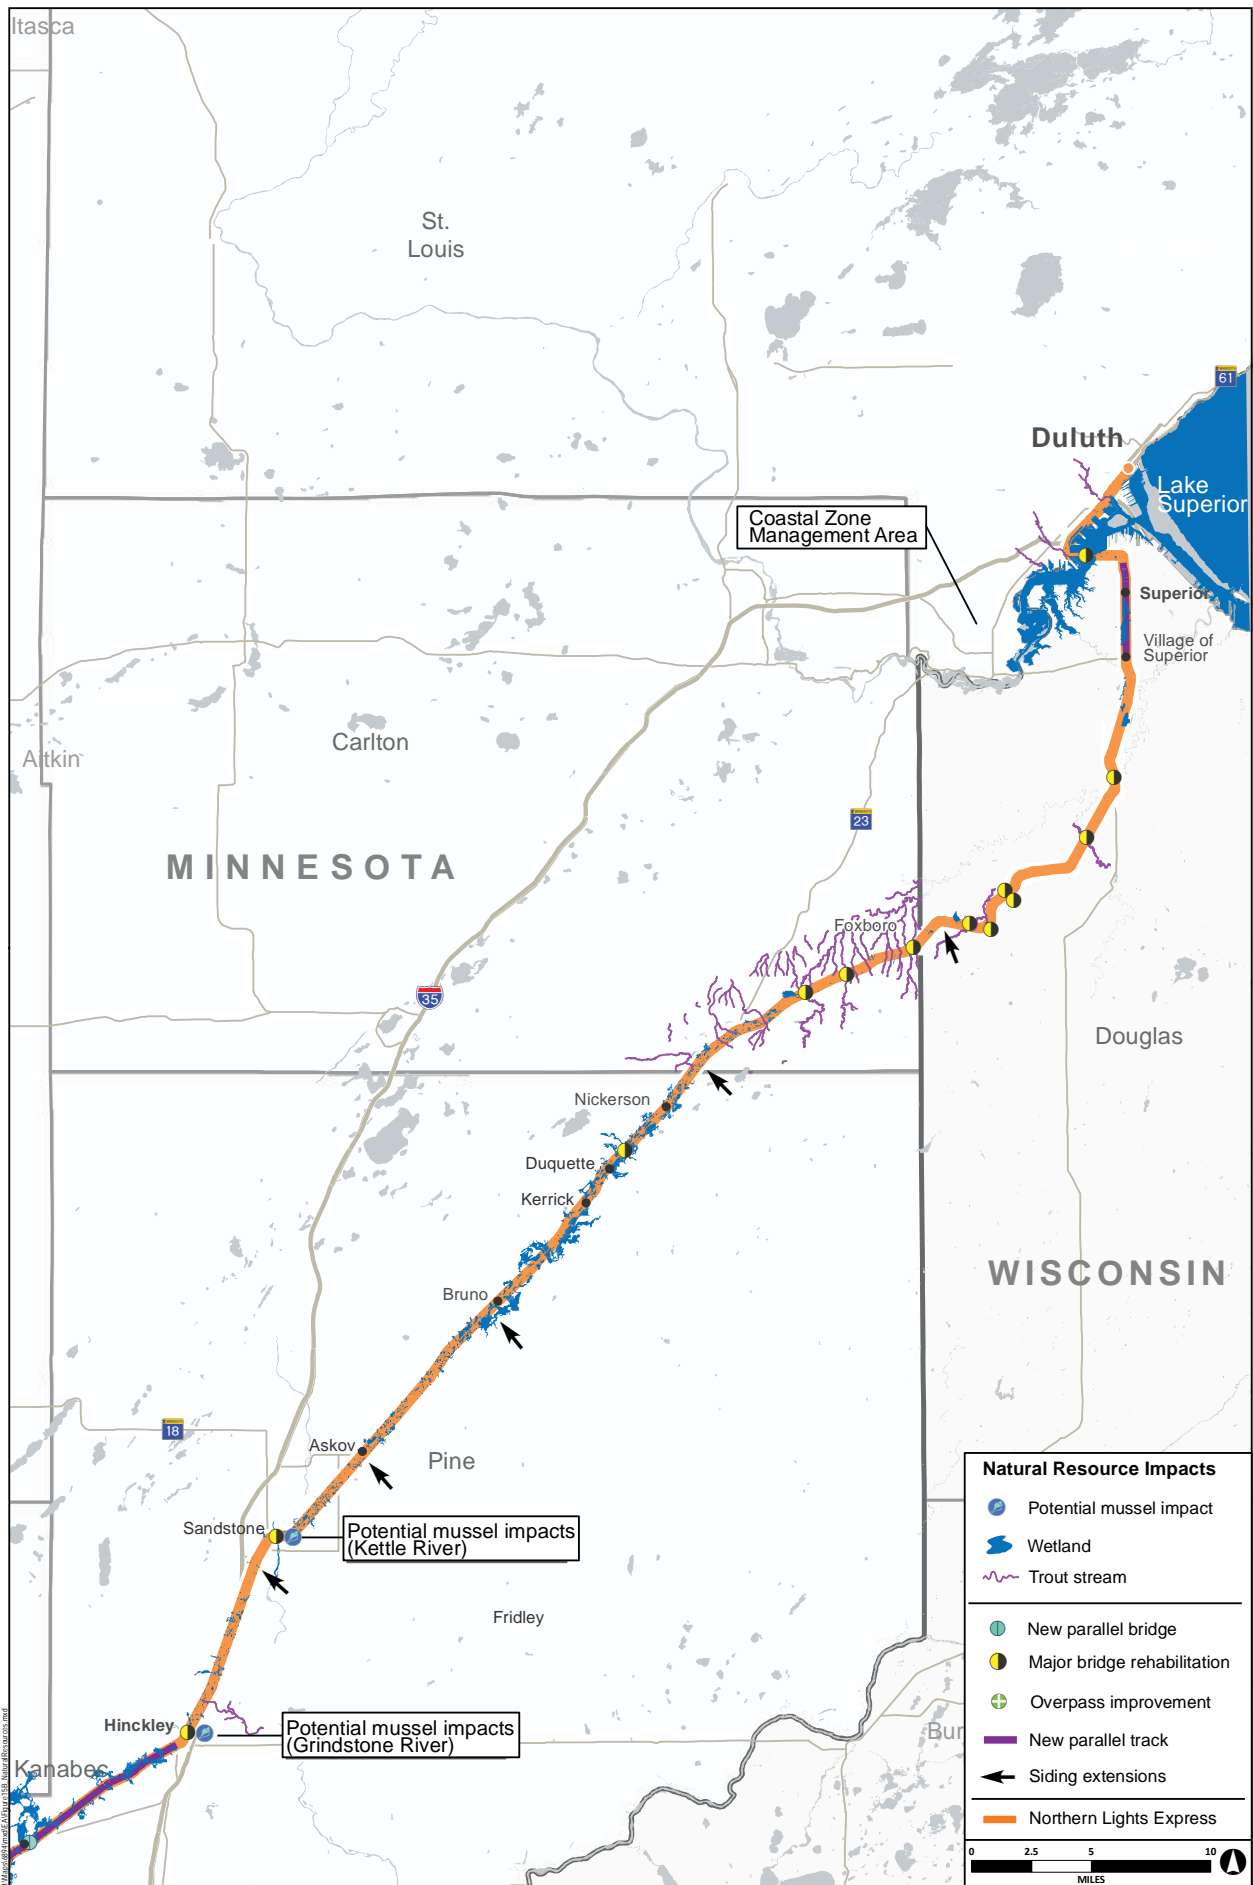 Itasca
St.
Louis
61
Duluth
Lake
Superior
Coastal Zone
Management Area
Superior
Village of
Superior
Carlton
Aitkin
23
MINNESOTA
Foxboro
35
Douglas
Nickerson
Duquette
Kerrick
WISCONSIN
Bruno
18
Askov
Pine
Sandstone
Potential mussel impacts
(Kettle River)
Fridley
Hinckley
Potential mussel impacts
(Grindstone River)
Kanabec
Bur
Natural Resource Impacts
Potential mussel impact
Wetland
Trout stream
New parallel bridge
Major bridge rehabilitation
Overpass improvement
New parallel track
Siding extensions
Northern Lights Express
0 2.5 5 10
MILES